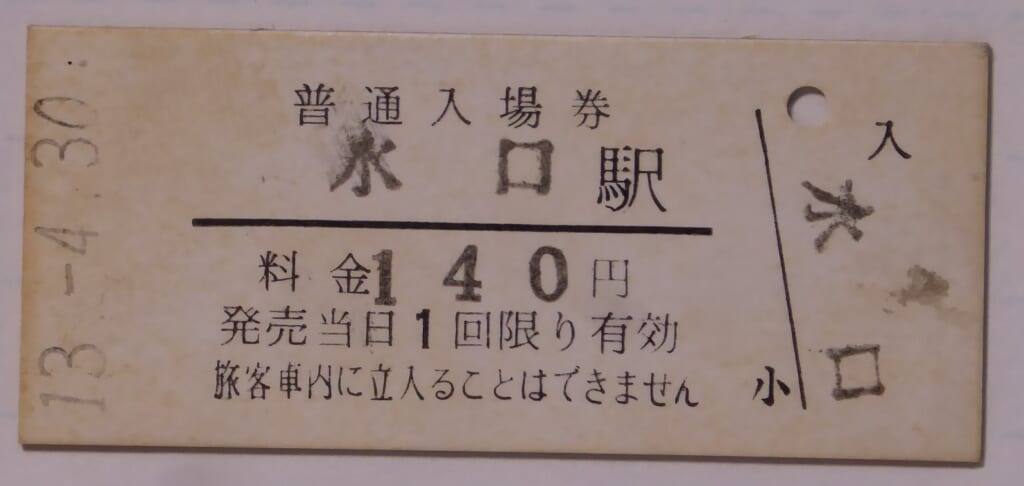 13.-4.30.
普通入場券
水口駅
料金140円
発売当日1回限り有効
旅客車内に立入ることはできません
小
入
水口